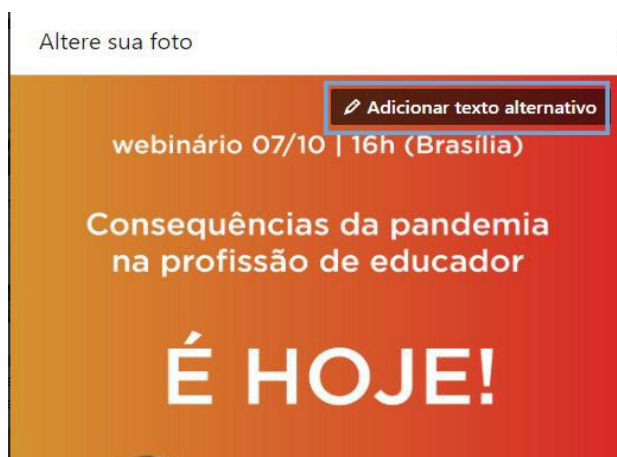 Altere sua foto
Adicionar texto alternativo
webinário 07/10 | 16h (Brasília)
Consequências da pandemia
na profissão de educador
É HOJE!